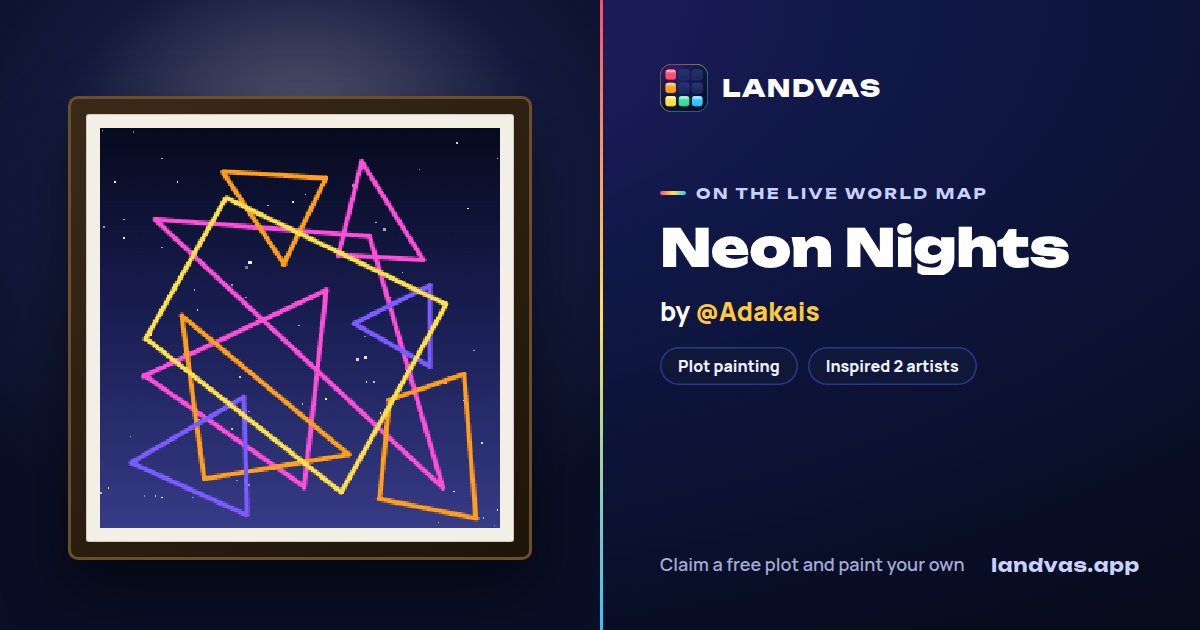 LANDVAS
ON THE LIVE WORLD MAP
Neon Nights
by @Adakais
Plot painting
Inspired 2 artists
Claim a free plot and paint your own
landvas.app